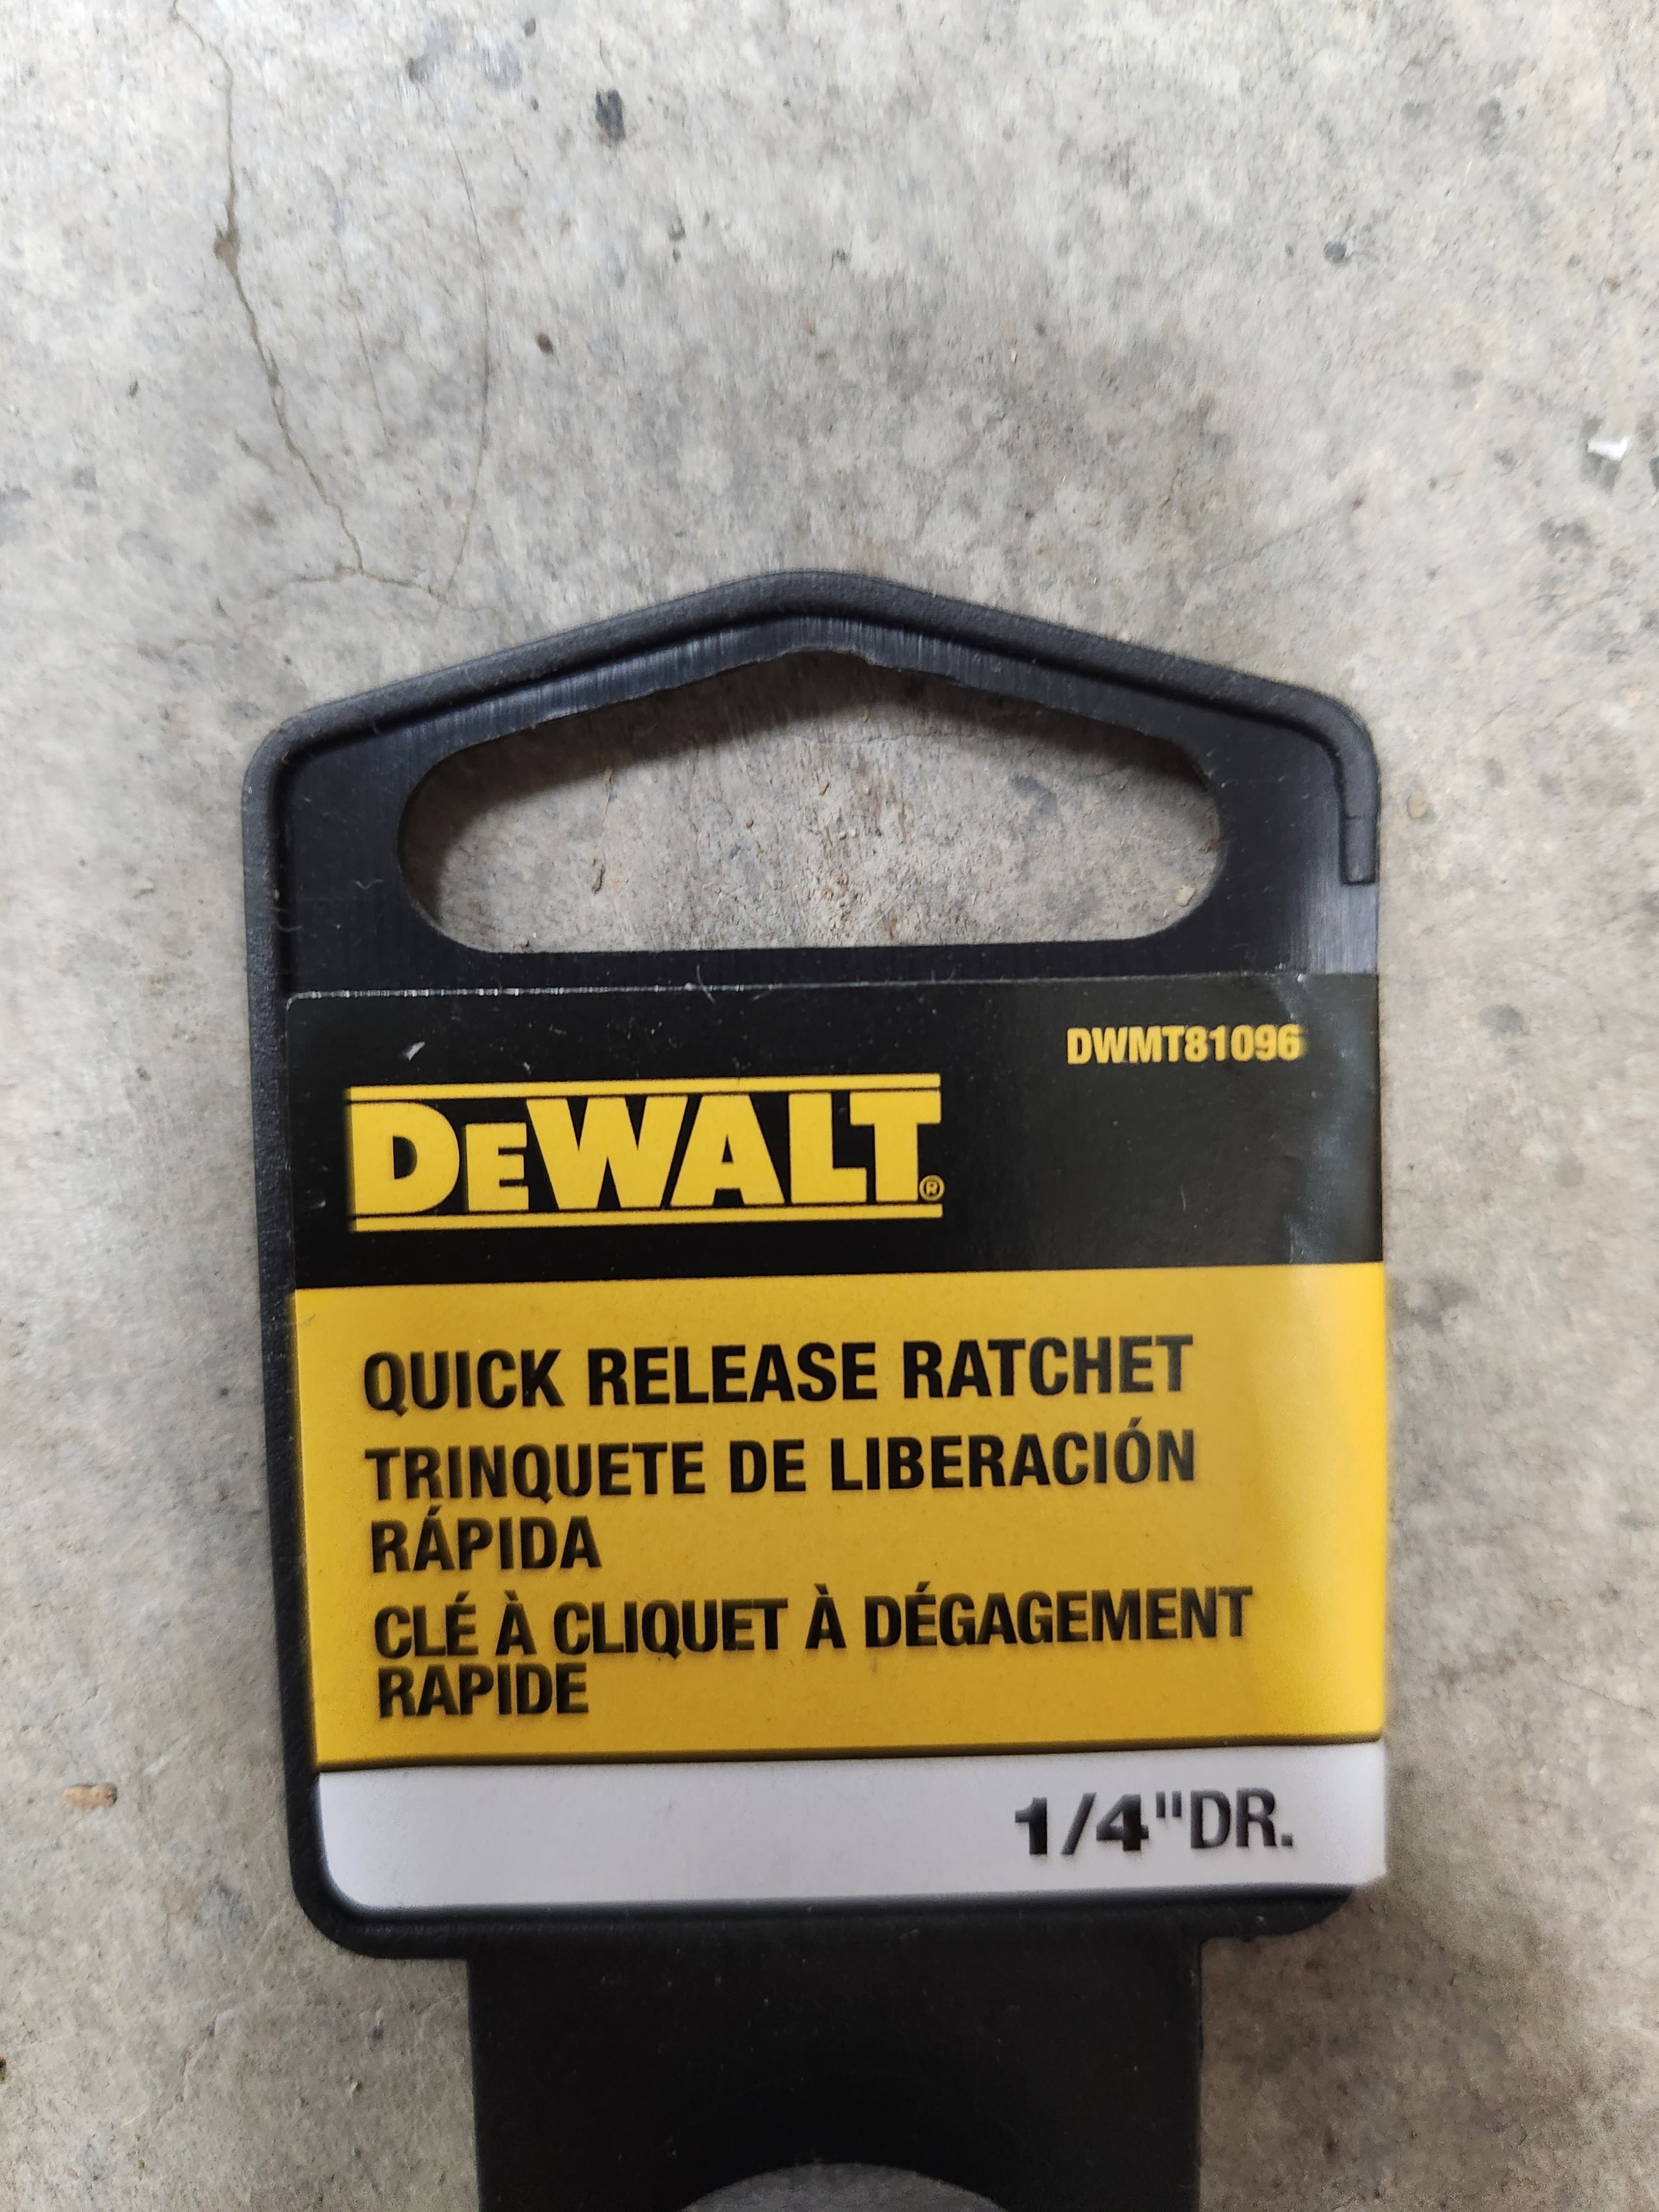 DWMT81096
DEWALT®
QUICK RELEASE RATCHET
TRINQUETE DE LIBERACIÓN
RÁPIDA
CLÉ À CLIQUET À DÉGAGEMENT
RAPIDE
1/4"DR.